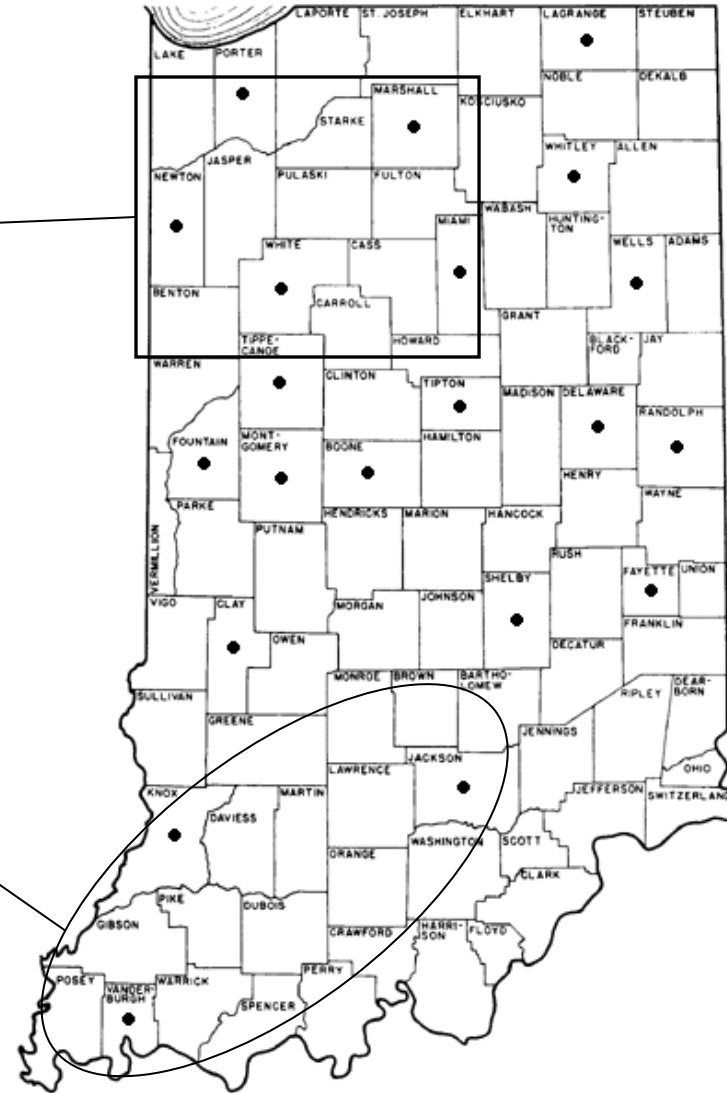 LAPORTE
ST. JOSEPH
ELKHART
LAGRANGE
STEUBEN
LAKE
PORTER
NOBLE
DEKALB
MARSHALL
KOSCIUSKO
STARKE
WHITLEY
ALLEN
JASPER
NEWTON
PULASKI
FULTON
WABASH
HUNTING-
TON
MIAMI
WHITE
CASS
WELLS
ADAMS
BENTON
CARROLL
GRANT
TIPPE-
CANOE
HOWARD
BLACK-
FORD
JAY
WARREN
CLINTON
TIPTON
MADISON
DELAWARE
RANDOLPH
FOUNTAIN
MONT-
GOMERY
BOONE
HAMILTON
HENRY
WAYNE
PARKE
HENDRICKS
MARION
HANCOCK
PUTNAM
VERMILLION
RUSH
FAYETTE
UNION
SHELBY
VIGO
CLAY
MORGAN
JOHNSON
FRANKLIN
OWEN
DECATUR
MONROE
BROWN
BARTHO-
LOMEW
DEAR-
BORN
RIPLEY
SULLIVAN
GREENE
JENNINGS
JACKSON
LAWRENCE
OHIO
KNOX
MARTIN
JEFFERSON
SWITZERLAND
DAVIESS
WASHINGTON
SCOTT
ORANGE
CLARK
PIKE
DUBOIS
GIBSON
CRAWFORD
HARRI-
SON
FLOYD
PERRY
POSEY
VANDER-
BURGH
WARRICK
SPENCER